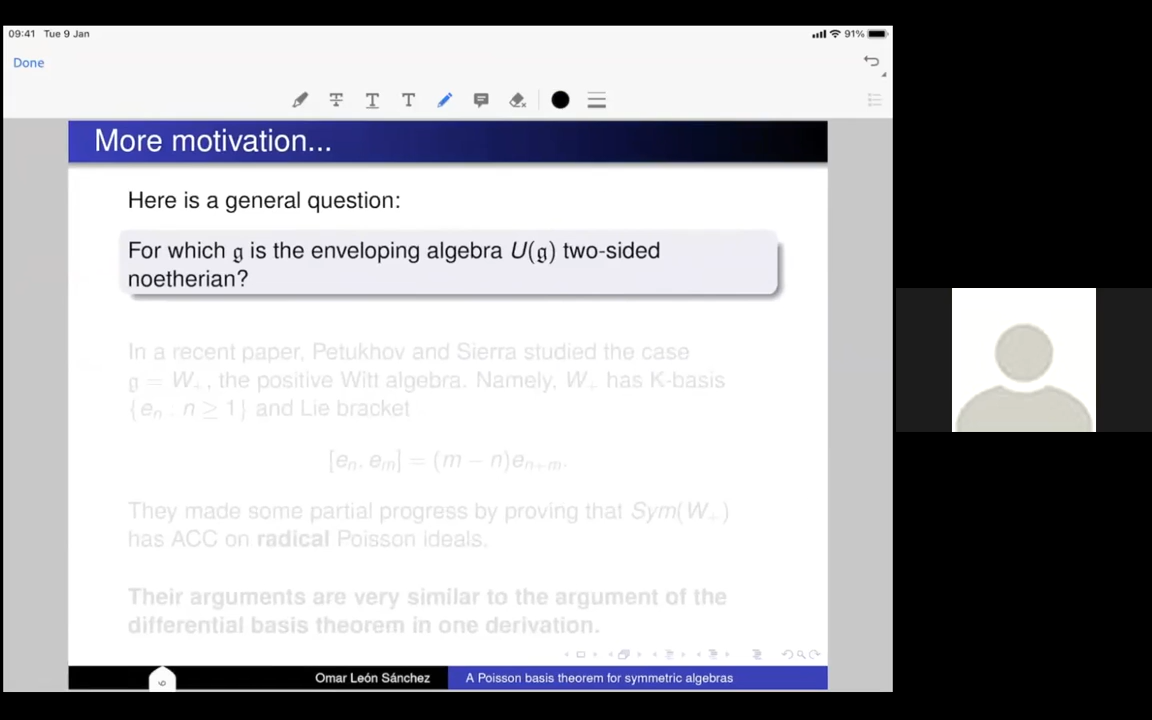 09:41 Tue 9 Jan
91%
Done
More motivation...
Here is a general question:
For which 𝔤 is the enveloping algebra U(𝔤) two-sided
noetherian?
In a recent paper, Petukhov and Sierra studied the case
𝔤 = W₊, the positive Witt algebra. Namely, W₊ has K-basis
{eₙ : n ≥ 1} and Lie bracket
[eₙ, eₘ] = (m − n)eₙ₊ₘ.
They made some partial progress by proving that Sym(W₊)
has ACC on radical Poisson ideals.
Their arguments are very similar to the argument of the
differential basis theorem in one derivation.
Omar León Sánchez
A Poisson basis theorem for symmetric algebras